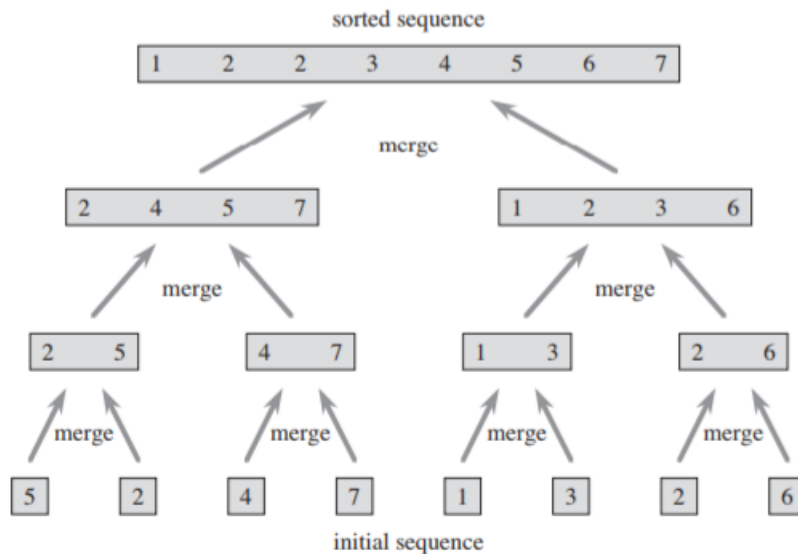 sorted sequence
1 2 2 3 4 5 6 7
merge
2 4 5 7 1 2 3 6
merge merge
2 5 4 7 1 3 2 6
merge merge merge merge
5 2 4 7 1 3 2 6
initial sequence